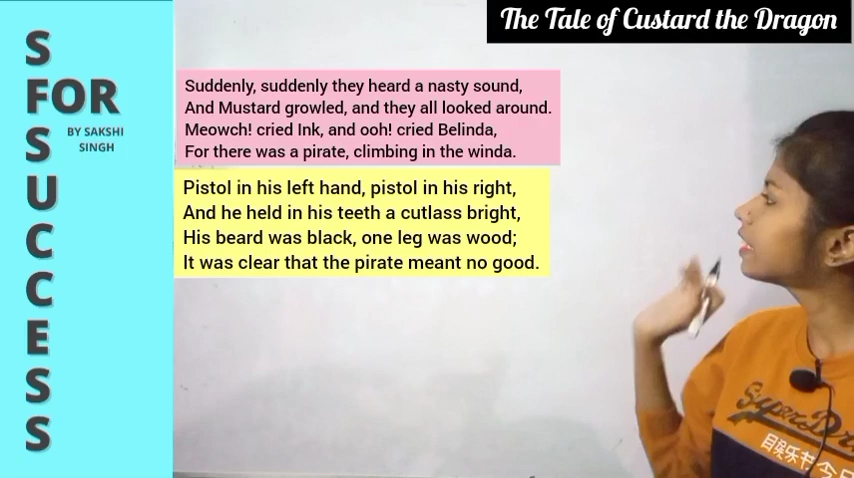 S
FOR
S
U
C
C
E
S
S
BY SAKSHI
SINGH
The Tale of Custard the Dragon
Suddenly, suddenly they heard a nasty sound,
And Mustard growled, and they all looked around.
Meowch! cried Ink, and ooh! cried Belinda,
For there was a pirate, climbing in the winda.
Pistol in his left hand, pistol in his right,
And he held in his teeth a cutlass bright,
His beard was black, one leg was wood;
It was clear that the pirate meant no good.